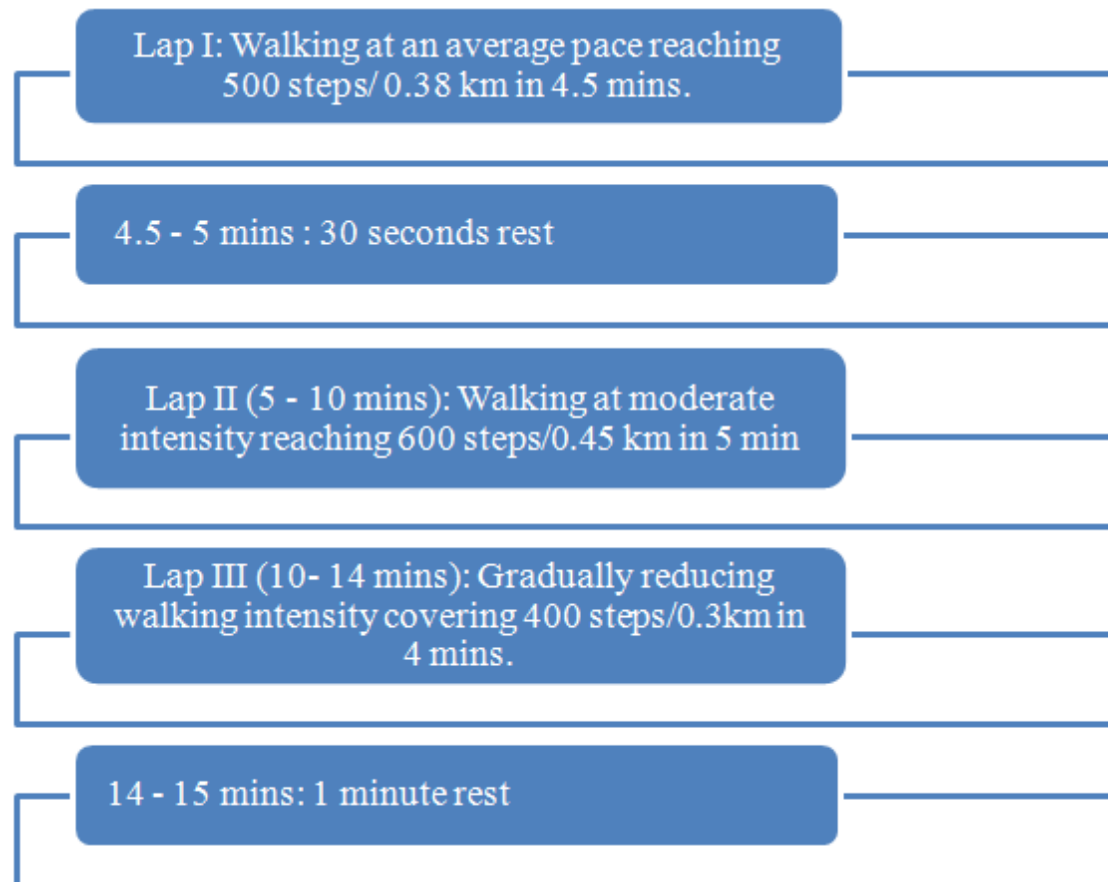 Lap I: Walking at an average pace reaching
500 steps/ 0.38 km in 4.5 mins.
4.5 - 5 mins : 30 seconds rest
Lap II (5 - 10 mins): Walking at moderate
intensity reaching 600 steps/0.45 km in 5 min
Lap III (10- 14 mins): Gradually reducing
walking intensity covering 400 steps/0.3km in
4 mins.
14 - 15 mins: 1 minute rest